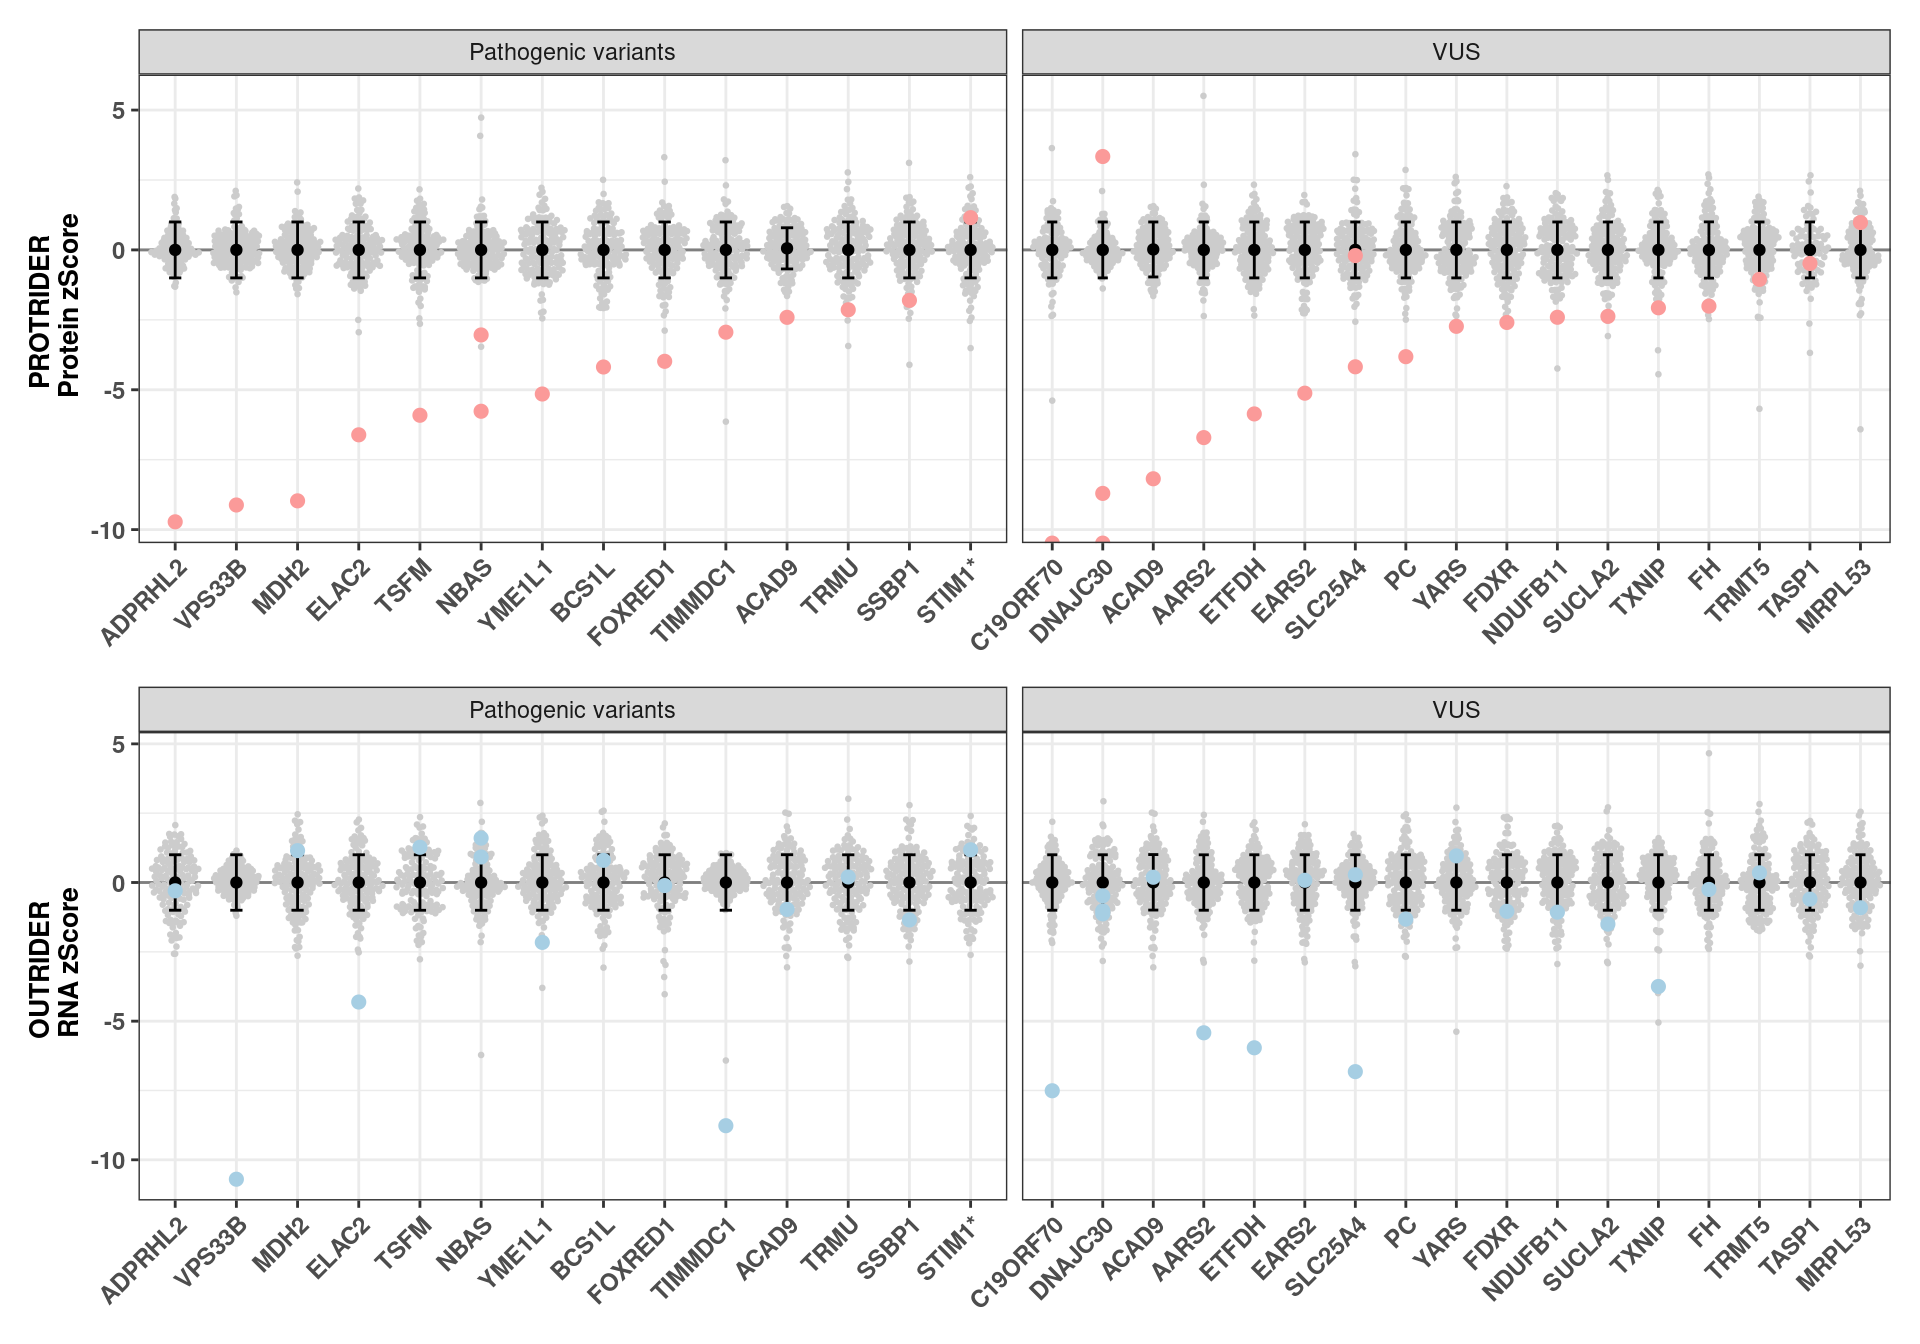 Pathogenic variants
VUS
PROTRIDER
Protein zScore
5
0
-5
-10
ADPRHL2
VPS33B
MDH2
ELAC2
TSFM
NBAS
YME1L1
BCS1L
FOXRED1
TIMMDC1
ACAD9
TRMU
SSBP1
STIM1*
C19ORF70
DNAJC30
ACAD9
AARS2
ETFDH
EARS2
SLC25A4
PC
YARS
FDXR
NDUFB11
SUCLA2
TXNIP
FH
TRMT5
TASP1
MRPL53
Pathogenic variants
VUS
OUTRIDER
RNA zScore
5
0
-5
-10
ADPRHL2
VPS33B
MDH2
ELAC2
TSFM
NBAS
YME1L1
BCS1L
FOXRED1
TIMMDC1
ACAD9
TRMU
SSBP1
STIM1*
C19ORF70
DNAJC30
ACAD9
AARS2
ETFDH
EARS2
SLC25A4
PC
YARS
FDXR
NDUFB11
SUCLA2
TXNIP
FH
TRMT5
TASP1
MRPL53